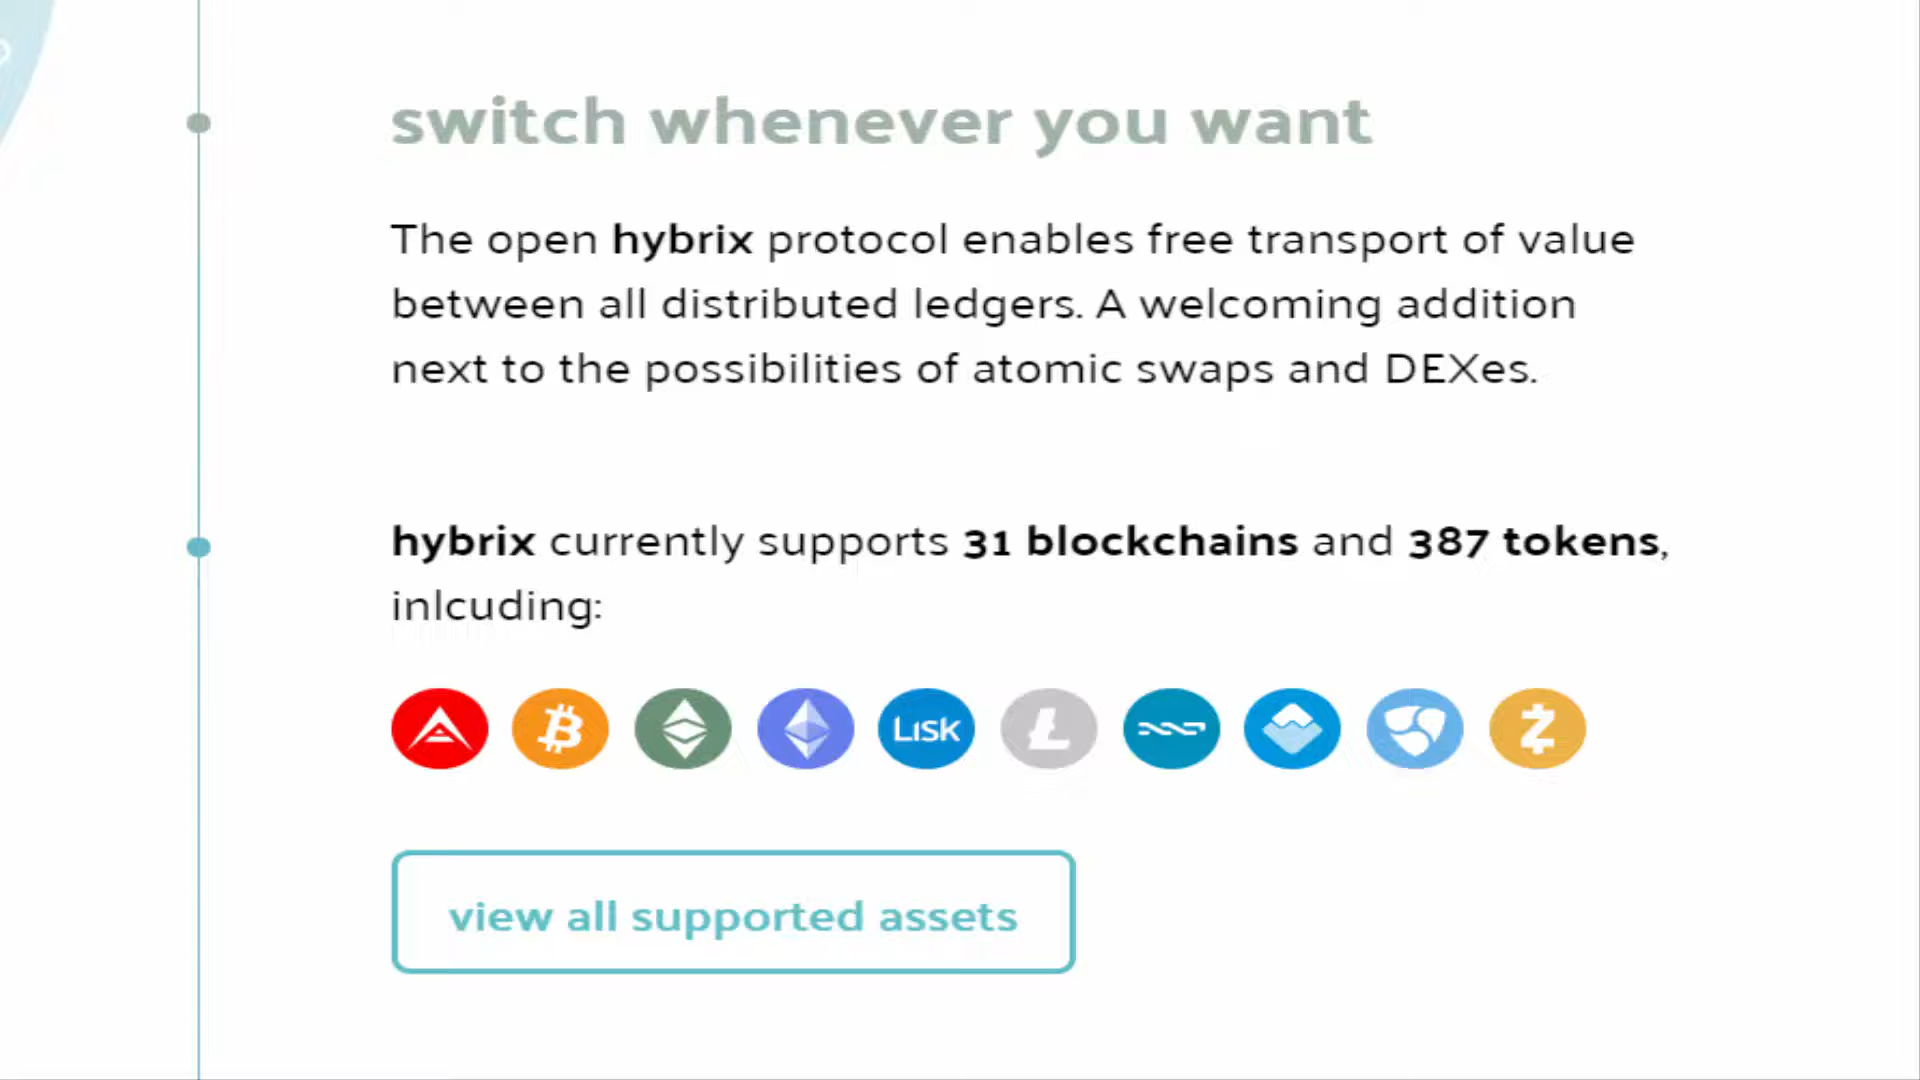 switch whenever you want
The open hybrix protocol enables free transport of value
between all distributed ledgers. A welcoming addition
next to the possibilities of atomic swaps and DEXes.
hybrix currently supports 31 blockchains and 387 tokens,
inlcuding:
LISK
view all supported assets